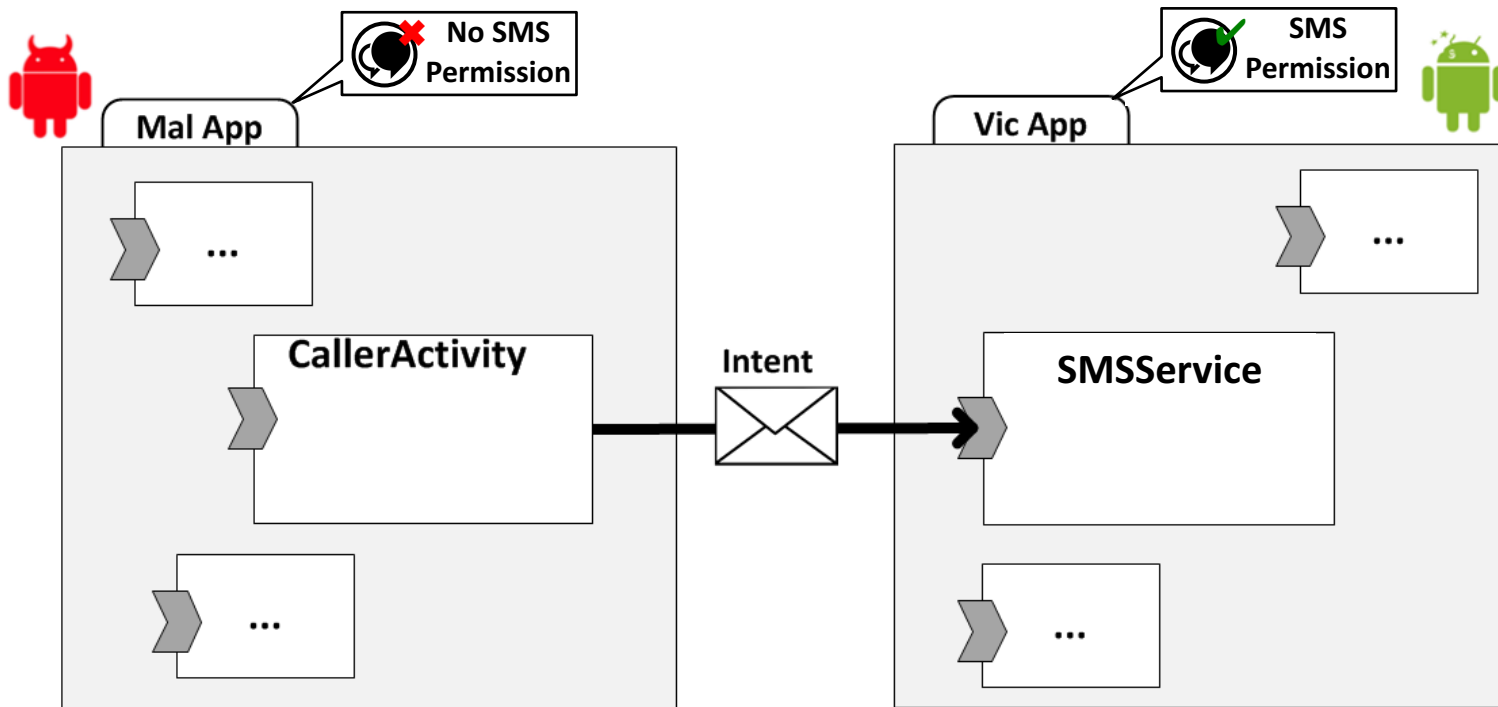 No SMS
Permission
SMS
Permission
Mal App
Vic App
...
...
CallerActivity
Intent
SMSService
...
...